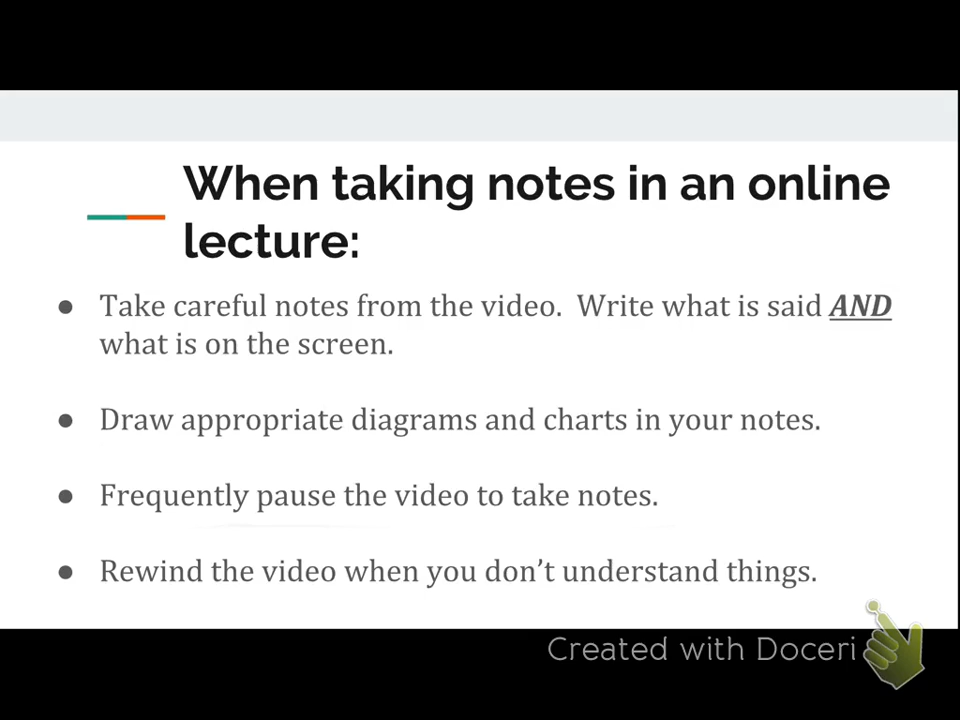 When taking notes in an online
lecture:
● Take careful notes from the video.  Write what is said AND
what is on the screen.
● Draw appropriate diagrams and charts in your notes.
● Frequently pause the video to take notes.
● Rewind the video when you don’t understand things.
Created with Doceri